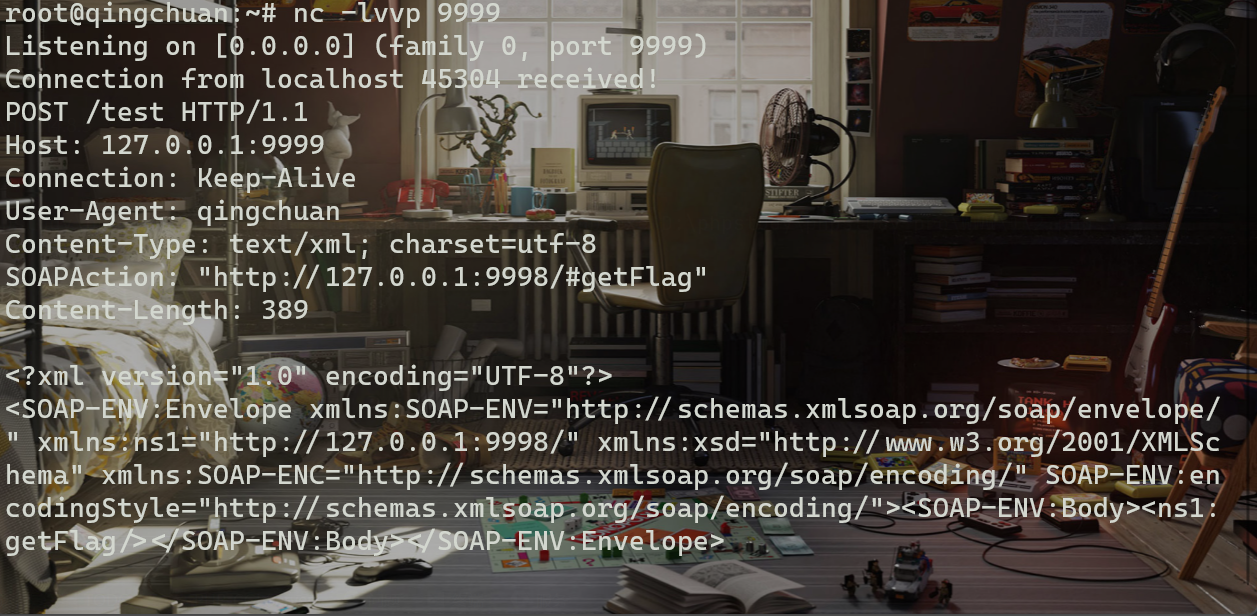 root@qingchuan:~# nc -lvvp 9999
Listening on [0.0.0.0] (family 0, port 9999)
Connection from localhost 45304 received!
POST /test HTTP/1.1
Host: 127.0.0.1:9999
Connection: Keep-Alive
User-Agent: qingchuan
Content-Type: text/xml; charset=utf-8
SOAPAction: "http://127.0.0.1:9998/#getFlag"
Content-Length: 389
<?xml version="1.0" encoding="UTF-8"?>
<SOAP-ENV:Envelope xmlns:SOAP-ENV="http://schemas.xmlsoap.org/soap/envelope/
" xmlns:ns1="http://127.0.0.1:9998/" xmlns:xsd="http://www.w3.org/2001/XMLSc
hema" xmlns:SOAP-ENC="http://schemas.xmlsoap.org/soap/encoding/" SOAP-ENV:en
codingStyle="http://schemas.xmlsoap.org/soap/encoding/"><SOAP-ENV:Body><ns1:
getFlag/></SOAP-ENV:Body></SOAP-ENV:Envelope>